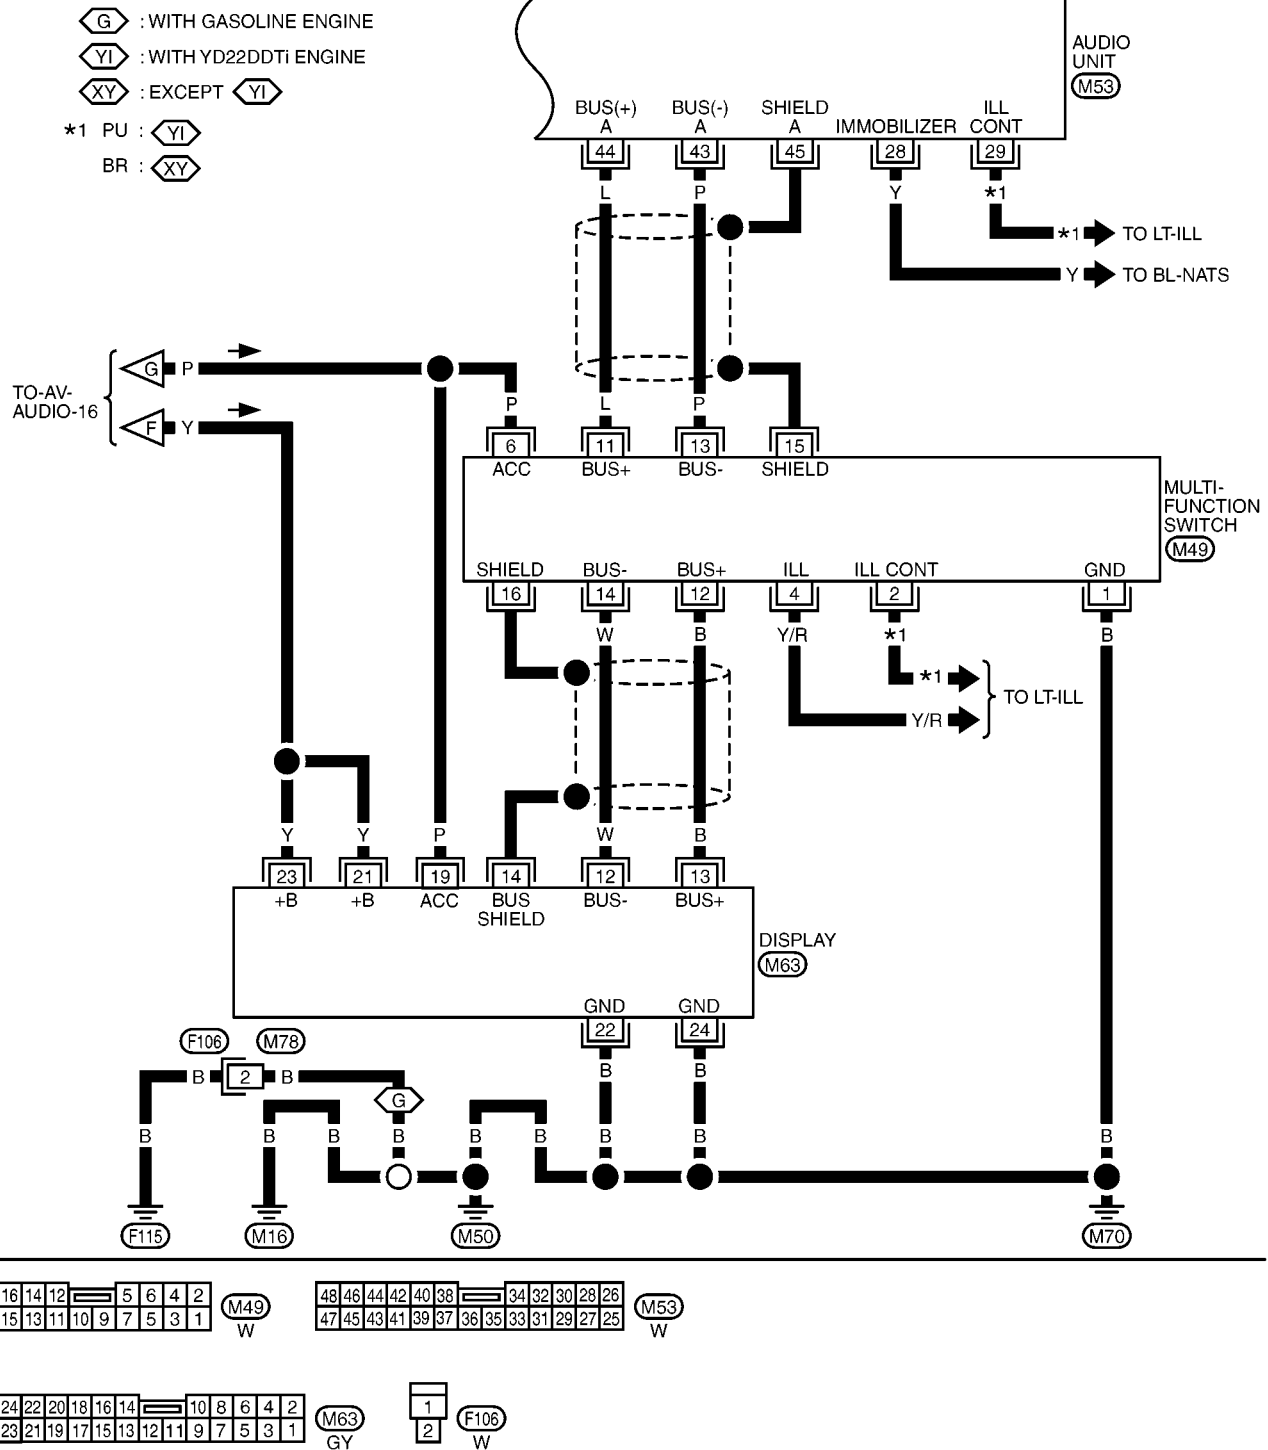 G : WITH GASOLINE ENGINE
YI : WITH YD22DDTi ENGINE
XY : EXCEPT YI
*1 PU : YI
BR : XY
AUDIO
UNIT
M53
BUS(+) BUS(-) SHIELD ILL
A A A IMMOBILIZER CONT
44 43 45 28 29
L P Y *1
*1 TO LT-ILL
Y TO BL-NATS
G P
TO-AV-
AUDIO-16
F Y
P L P
6 11 13 15
ACC BUS+ BUS- SHIELD
MULTI-
FUNCTION
SWITCH
M49
SHIELD BUS- BUS+ ILL ILL CONT GND
16 14 12 4 2 1
W B Y/R *1 B
*1
TO LT-ILL
Y/R
Y Y P W B
23 21 19 14 12 13
+B +B ACC BUS BUS- BUS+
SHIELD
DISPLAY
M63
GND GND
22 24
F106 M78
B 2 B B B
G
B B B B B B B B B
F115 M16 M50 M70
16 14 12 5 6 4 2
15 13 11 10 9 7 5 3 1
M49
W
48 46 44 42 40 38 34 32 30 28 26
47 45 43 41 39 37 36 35 33 31 29 27 25
M53
W
24 22 20 18 16 14 10 8 6 4 2
23 21 19 17 15 13 12 11 9 7 5 3 1
M63
GY
1
2
F106
W